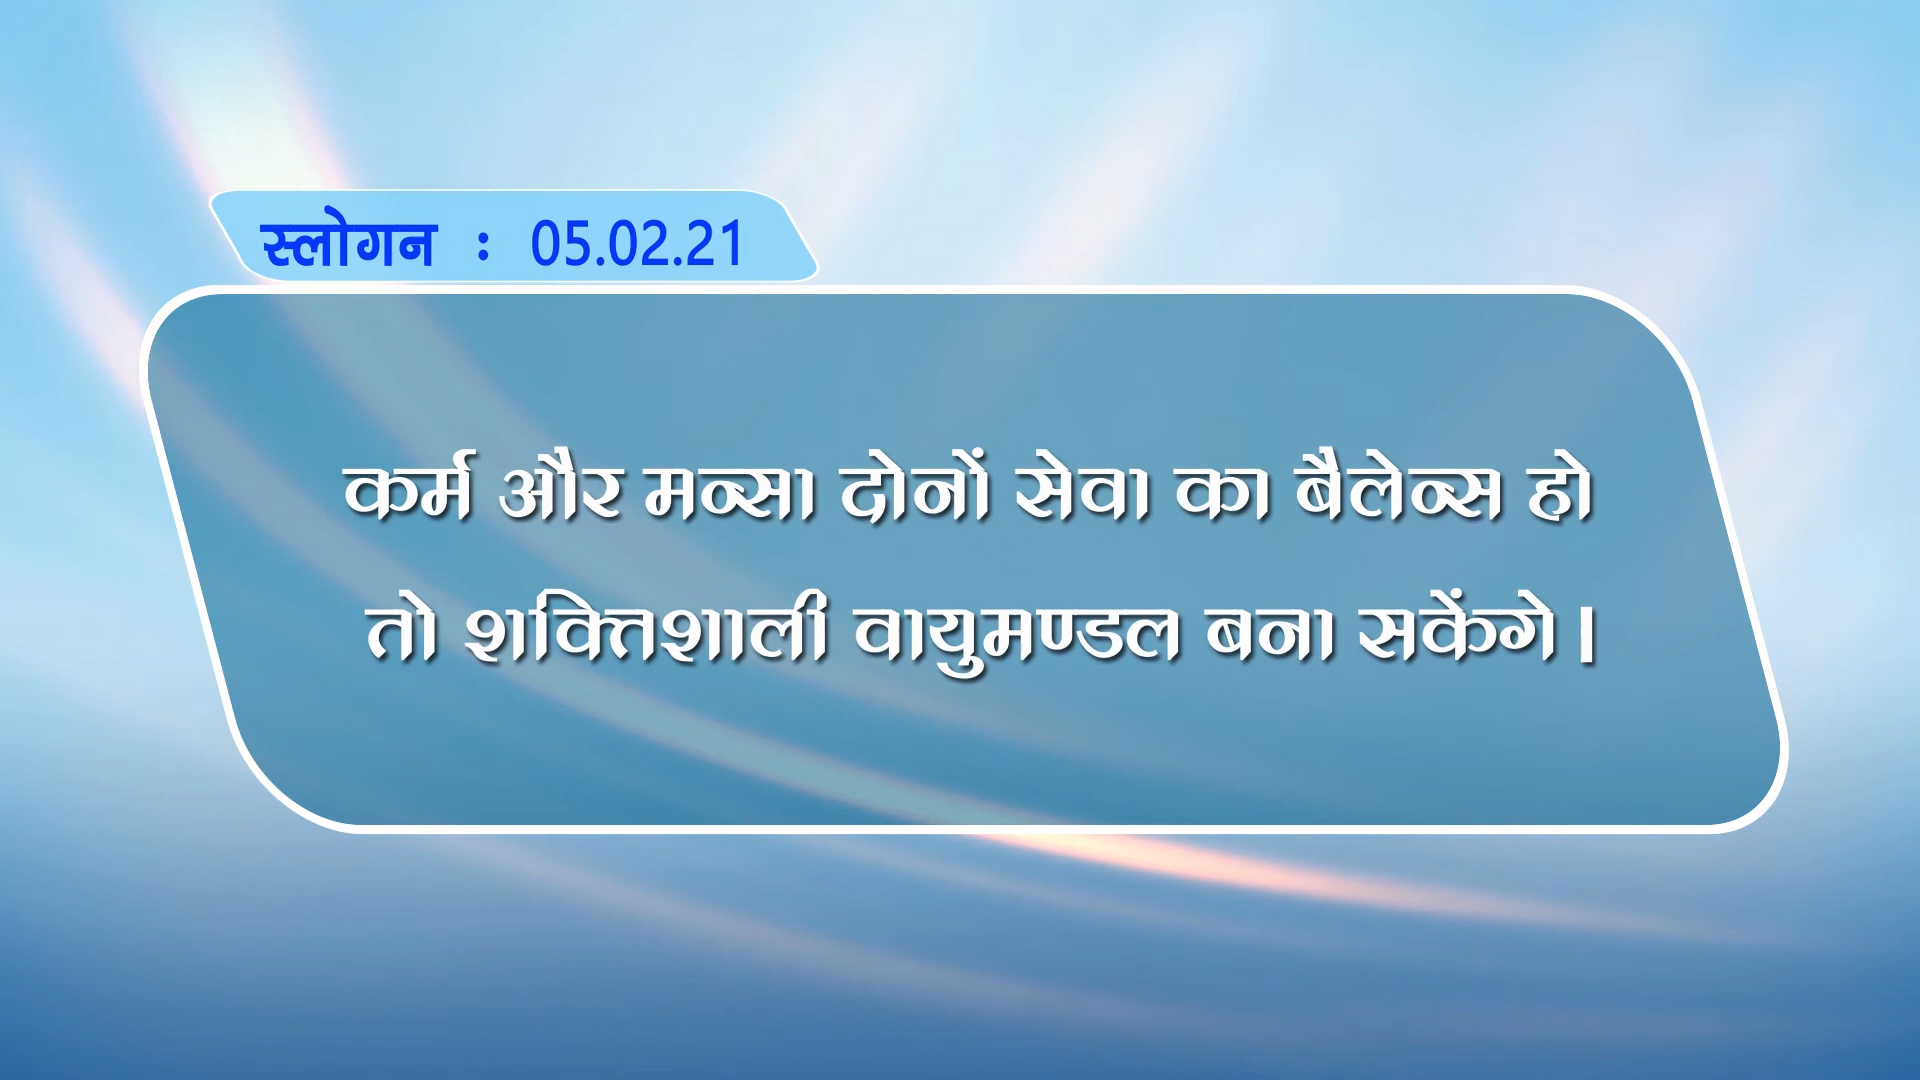 स्लोगन : 05.02.21
कर्म और मन्सा दोनों सेवा का बैलेन्स हो
तो शक्तिशाली वायुमण्डल बना सकेंगे।